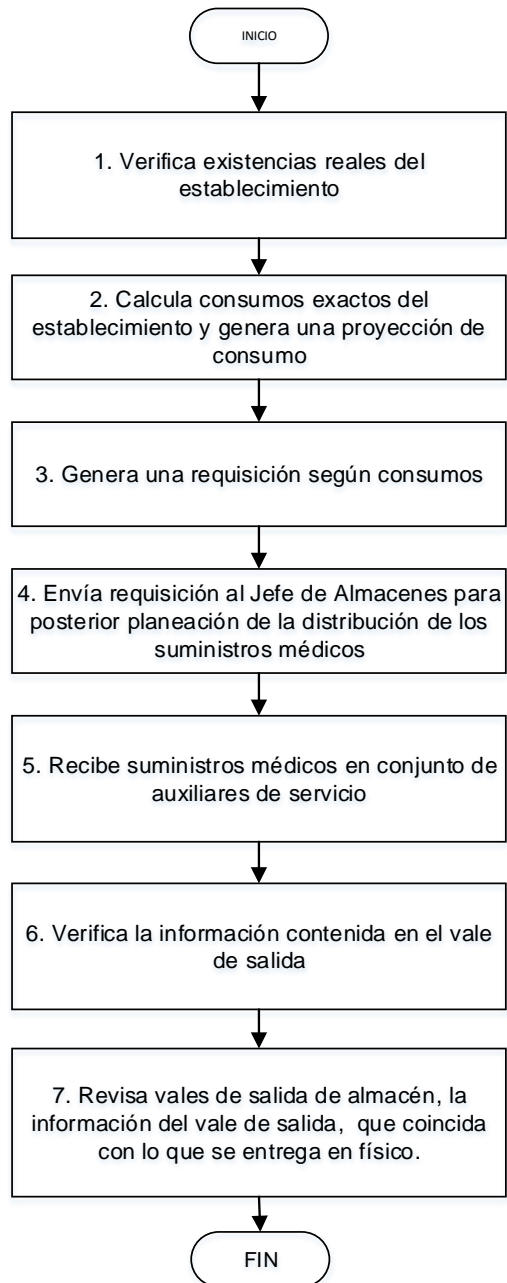 INICIO
1. Verifica existencias reales del
establecimiento
2. Calcula consumos exactos del
establecimiento y genera una proyección de
consumo
3. Genera una requisición según consumos
4. Envía requisición al Jefe de Almacenes para
posterior planeación de la distribución de los
suministros médicos
5. Recibe suministros médicos en conjunto de
auxiliares de servicio
6. Verifica la información contenida en el vale
de salida
7. Revisa vales de salida de almacén, la
información del vale de salida, que coincida
con lo que se entrega en físico.
FIN